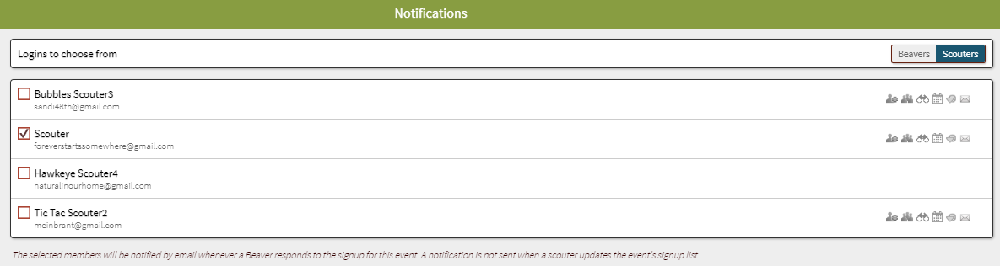 Notifications
Logins to choose from
Beavers Scouters
Bubbles Scouter3
sandi48th@gmail.com
Scouter
foreverstartssomewhere@gmail.com
Hawkeye Scouter4
naturalinourhome@gmail.com
Tic Tac Scouter2
meinbrant@gmail.com
The selected members will be notified by email whenever a Beaver responds to the signup for this event. A notification is not sent when a scouter updates the event's signup list.